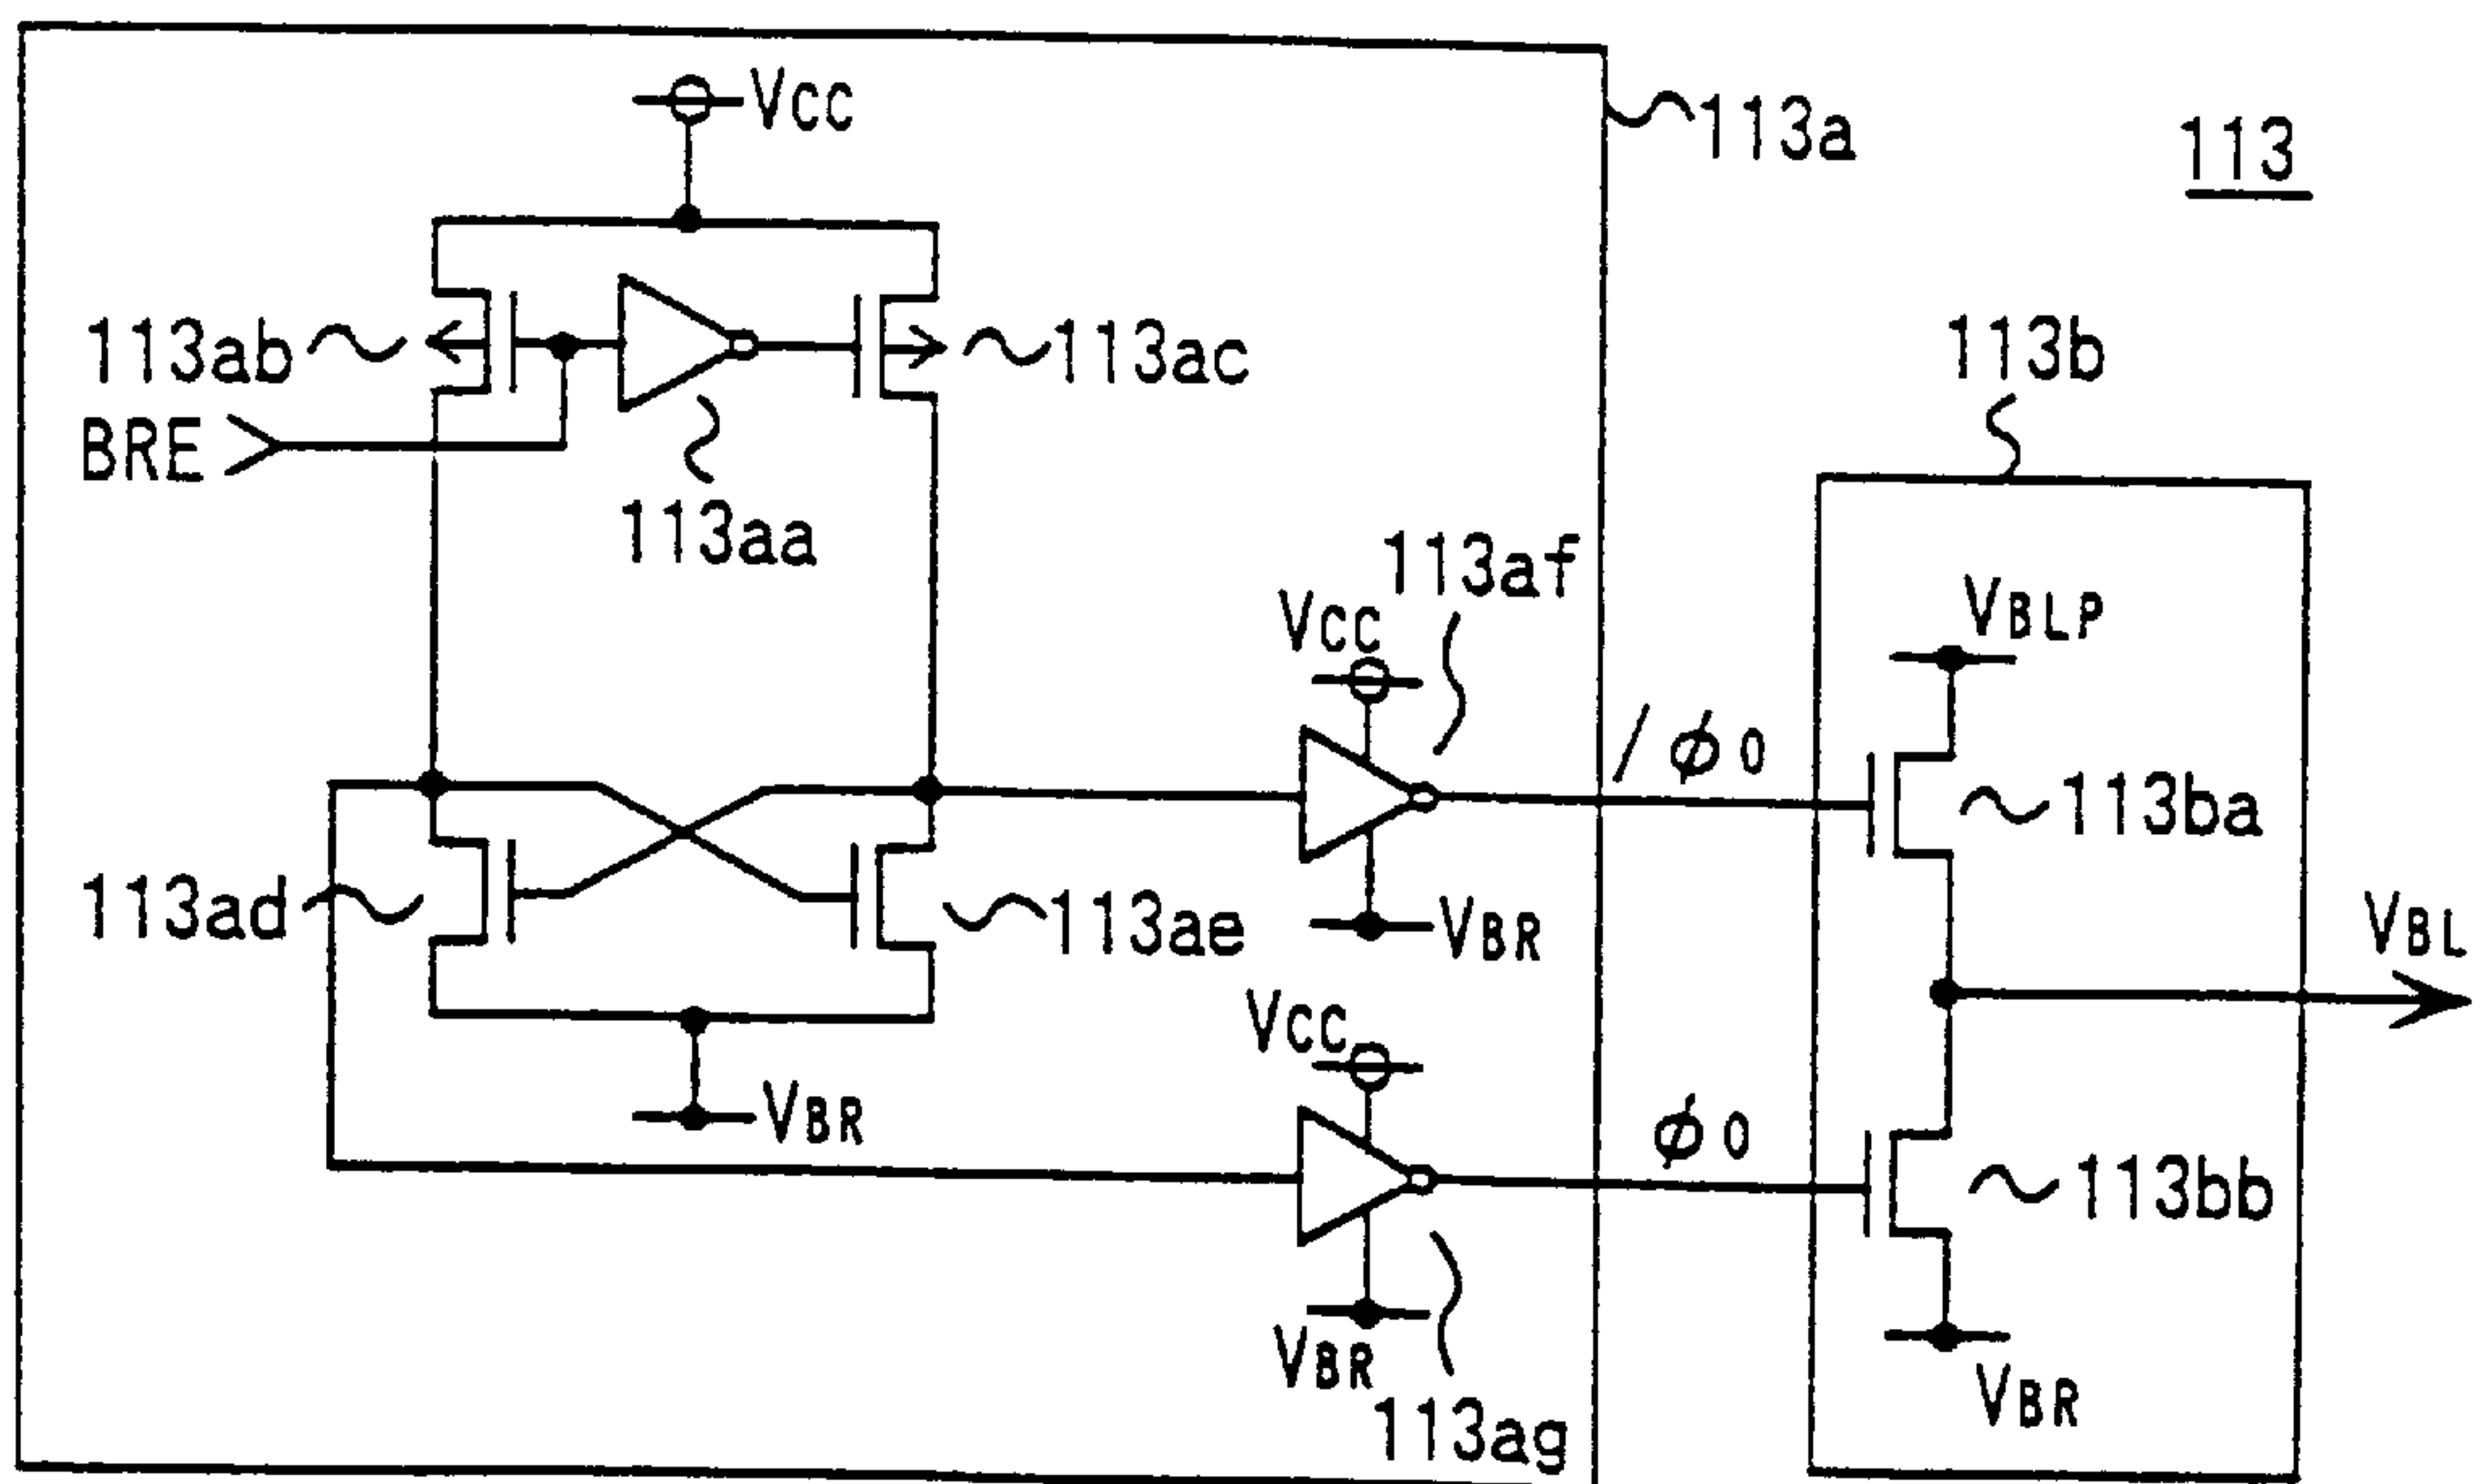 VCC
113a
113
113ab
113ac
113b
BRE
113aa
113af
VCC
VBLP
/φ0
113ba
113ad
113ae
VBR
VBL
VCC
VBR
φ0
113bb
VBR
VBR
113ag